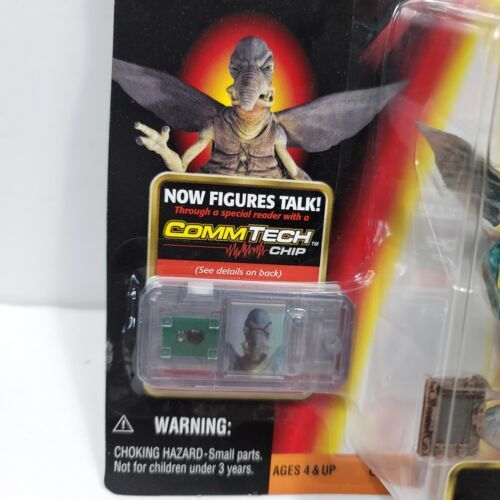 NOW FIGURES TALK!
Through a special reader with a
COMMTECH™
CHIP
(See details on back)
WARNING:
CHOKING HAZARD-Small parts.
Not for children under 3 years.
AGES 4 & UP